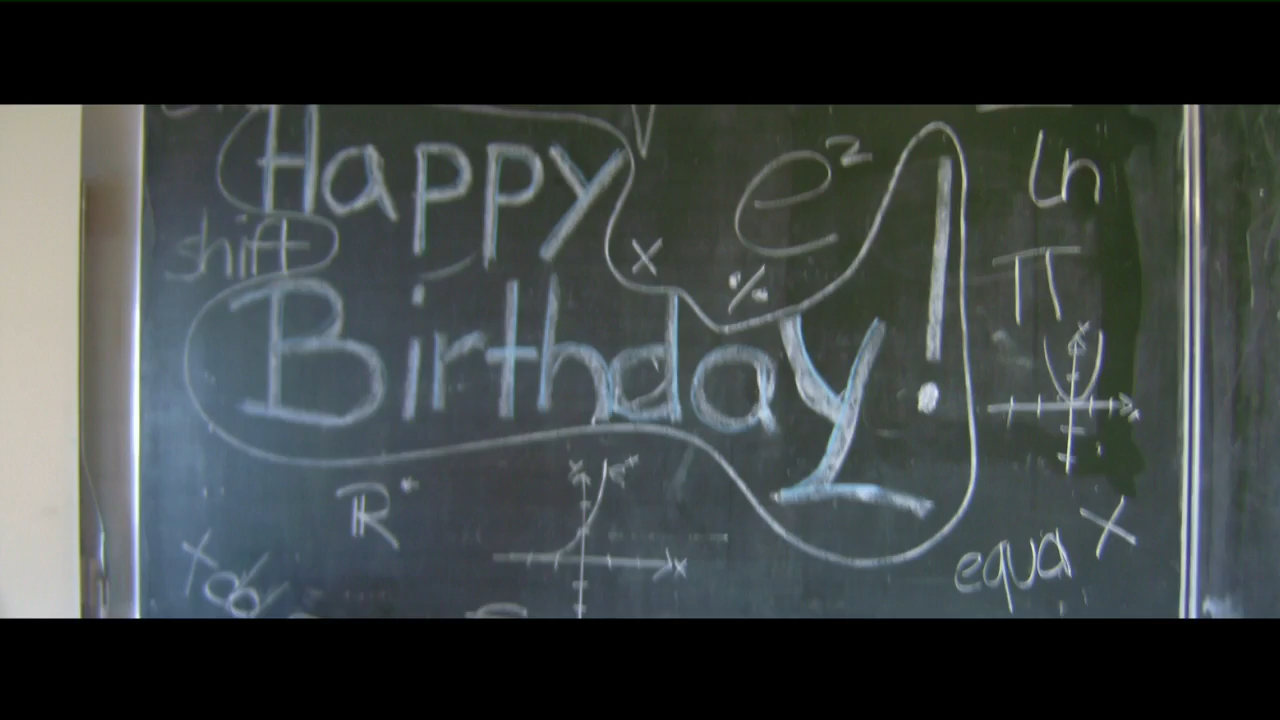 Happy
e²
ln
shift
x
%
π
Birthday!
x
x
ℝ*
x
equa x